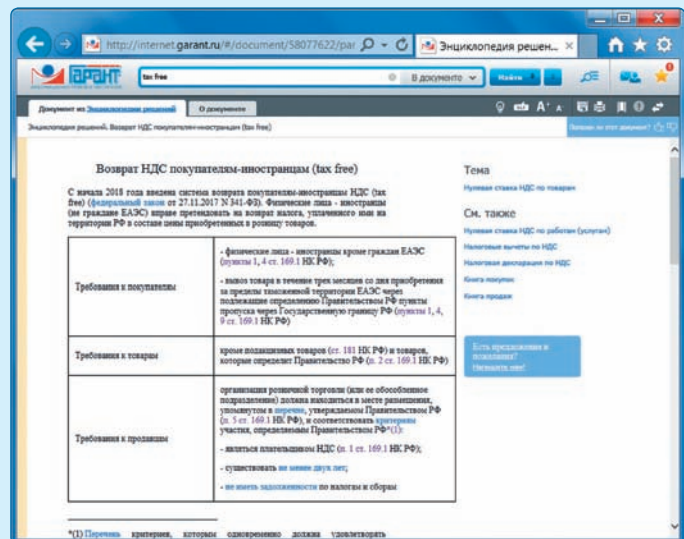 http://internet.garant.ru/#/document/58077622/par
Энциклопедия решен...
ГАРАНТ
tax free
В документе
Найти
Документ из Энциклопедии решений
О документе
Энциклопедия решений. Возврат НДС покупателям-иностранцам (tax free)
Полезен ли этот документ?
Возврат НДС покупателям-иностранцам (tax free)
С начала 2018 года введена система возврата покупателям-иностранцам НДС (tax
free) (федеральный закон от 27.11.2017 N 341-ФЗ). Физические лица - иностранцы
(не граждане ЕАЭС) вправе претендовать на возврат налога, уплаченного ими на
территории РФ в составе цены приобретенных в розницу товаров.
Требования к покупателям
- физические лица - иностранцы кроме граждан ЕАЭС
(пункты 1, 4 ст. 169.1 НК РФ);
- вывоз товара в течение трех месяцев со дня приобретения
за пределы таможенной территории ЕАЭС через
подлежащие определению Правительством РФ пункты
пропуска через Государственную границу РФ (пункты 1, 4,
9 ст. 169.1 НК РФ)
Требования к товарам
кроме подакцизных товаров (ст. 181 НК РФ) и товаров,
которые определит Правительство РФ (п. 2 ст. 169.1 НК РФ)
Требования к продавцам
организация розничной торговли (или ее обособленное
подразделение) должна находиться в месте размещения,
упомянутом в перечне, утверждаемом Правительством РФ
(п. 5 ст. 169.1 НК РФ), и соответствовать критериям
участия, определяемым Правительством РФ*(1):
- являться плательщиком НДС (п. 1 ст. 169.1 НК РФ);
- существовать не менее двух лет;
- не иметь задолженности по налогам и сборам
*(1) Перечень критериев, которым одновременно должна удовлетворять
Тема
Нулевая ставка НДС по товарам
См. также
Нулевая ставка НДС по работам (услугам)
Налоговые вычеты по НДС
Налоговая декларация по НДС
Книга покупок
Книга продаж
Есть предложения и
пожелания?
Напишите нам!